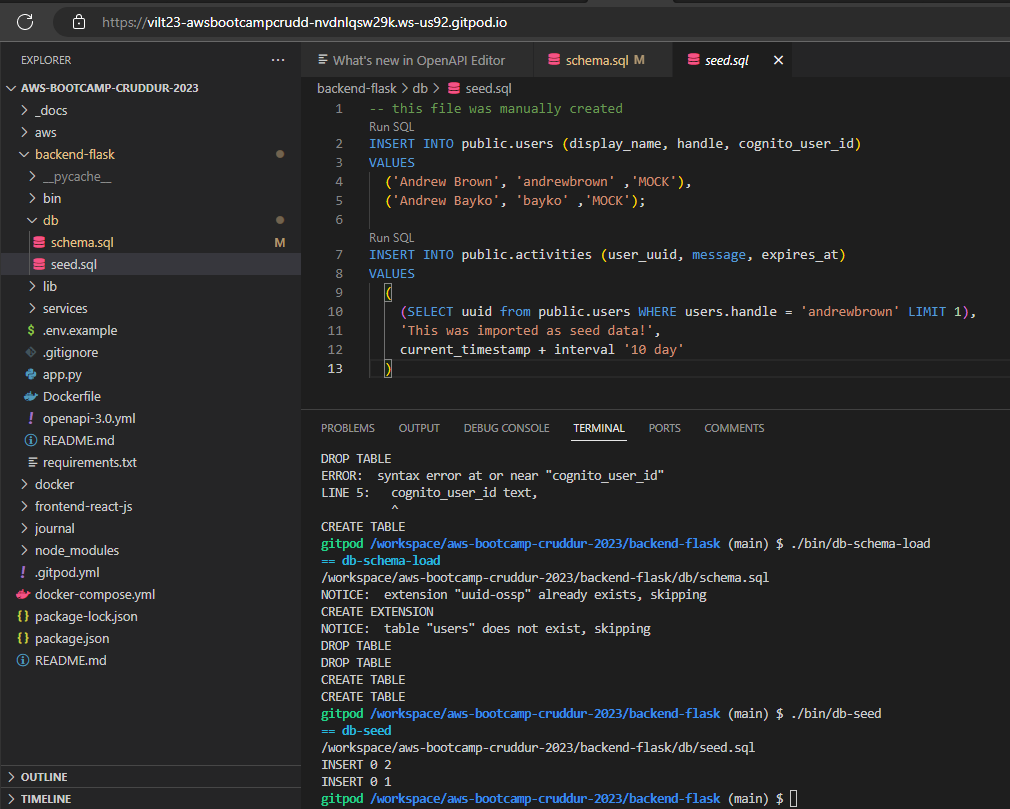 https://vilt23-awsbootcampcrudd-nvdnlqsw29k.ws-us92.gitpod.io
EXPLORER
AWS-BOOTCAMP-CRUDDUR-2023
_docs
aws
backend-flask
__pycache__
bin
db
schema.sql M
seed.sql
lib
services
$ .env.example
.gitignore
app.py
Dockerfile
! openapi-3.0.yml
README.md
requirements.txt
docker
frontend-react-js
journal
node_modules
! .gitpod.yml
docker-compose.yml
{} package-lock.json
{} package.json
README.md
OUTLINE
TIMELINE
What's new in OpenAPI Editor
schema.sql M
seed.sql
backend-flask > db > seed.sql
1 -- this file was manually created
Run SQL
2 INSERT INTO public.users (display_name, handle, cognito_user_id)
3 VALUES
4 ('Andrew Brown', 'andrewbrown' ,'MOCK'),
5 ('Andrew Bayko', 'bayko' ,'MOCK');
6
Run SQL
7 INSERT INTO public.activities (user_uuid, message, expires_at)
8 VALUES
9 (
10 (SELECT uuid from public.users WHERE users.handle = 'andrewbrown' LIMIT 1),
11 'This was imported as seed data!',
12 current_timestamp + interval '10 day'
13 )
PROBLEMS OUTPUT DEBUG CONSOLE TERMINAL PORTS COMMENTS
DROP TABLE
ERROR:  syntax error at or near "cognito_user_id"
LINE 5:   cognito_user_id text,
^
CREATE TABLE
gitpod /workspace/aws-bootcamp-cruddur-2023/backend-flask (main) $ ./bin/db-schema-load
== db-schema-load
/workspace/aws-bootcamp-cruddur-2023/backend-flask/db/schema.sql
NOTICE:  extension "uuid-ossp" already exists, skipping
CREATE EXTENSION
NOTICE:  table "users" does not exist, skipping
DROP TABLE
DROP TABLE
CREATE TABLE
CREATE TABLE
gitpod /workspace/aws-bootcamp-cruddur-2023/backend-flask (main) $ ./bin/db-seed
== db-seed
/workspace/aws-bootcamp-cruddur-2023/backend-flask/db/seed.sql
INSERT 0 2
INSERT 0 1
gitpod /workspace/aws-bootcamp-cruddur-2023/backend-flask (main) $